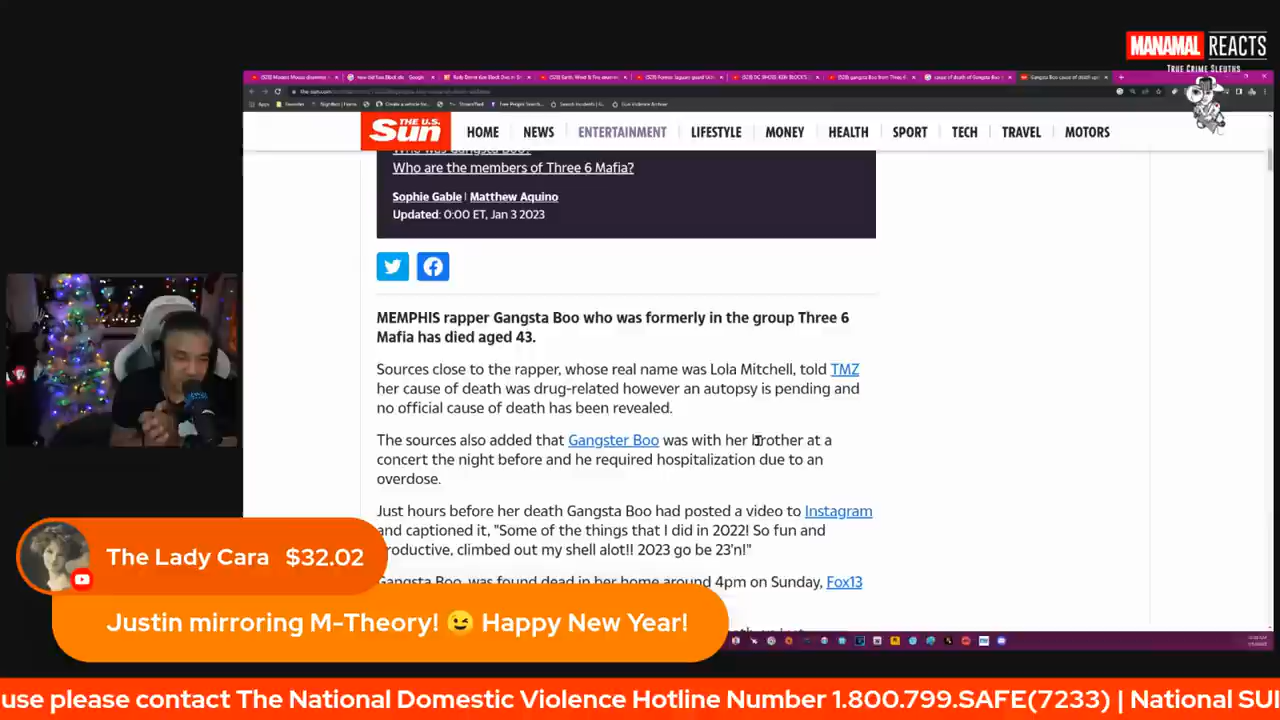 MANAMAL REACTS
TRUE CRIME SLEUTHS
THE U.S. Sun HOME NEWS ENTERTAINMENT LIFESTYLE MONEY HEALTH SPORT TECH TRAVEL MOTORS
Who was Gangsta Boo?
Who are the members of Three 6 Mafia?
Sophie Gable | Matthew Aquino
Updated: 0:00 ET, Jan 3 2023
MEMPHIS rapper Gangsta Boo who was formerly in the group Three 6
Mafia has died aged 43.
Sources close to the rapper, whose real name was Lola Mitchell, told TMZ
her cause of death was drug-related however an autopsy is pending and
no official cause of death has been revealed.
The sources also added that Gangster Boo was with her brother at a
concert the night before and he required hospitalization due to an
overdose.
Just hours before her death Gangsta Boo had posted a video to Instagram
and captioned it, "Some of the things that I did in 2022! So fun and
productive, climbed out my shell alot!! 2023 go be 23'n!"
Gangsta Boo, was found dead in her home around 4pm on Sunday, Fox13
The Lady Cara $32.02
Justin mirroring M-Theory! 😉 Happy New Year!
use please contact The National Domestic Violence Hotline Number 1.800.799.SAFE(7233) | National SUI